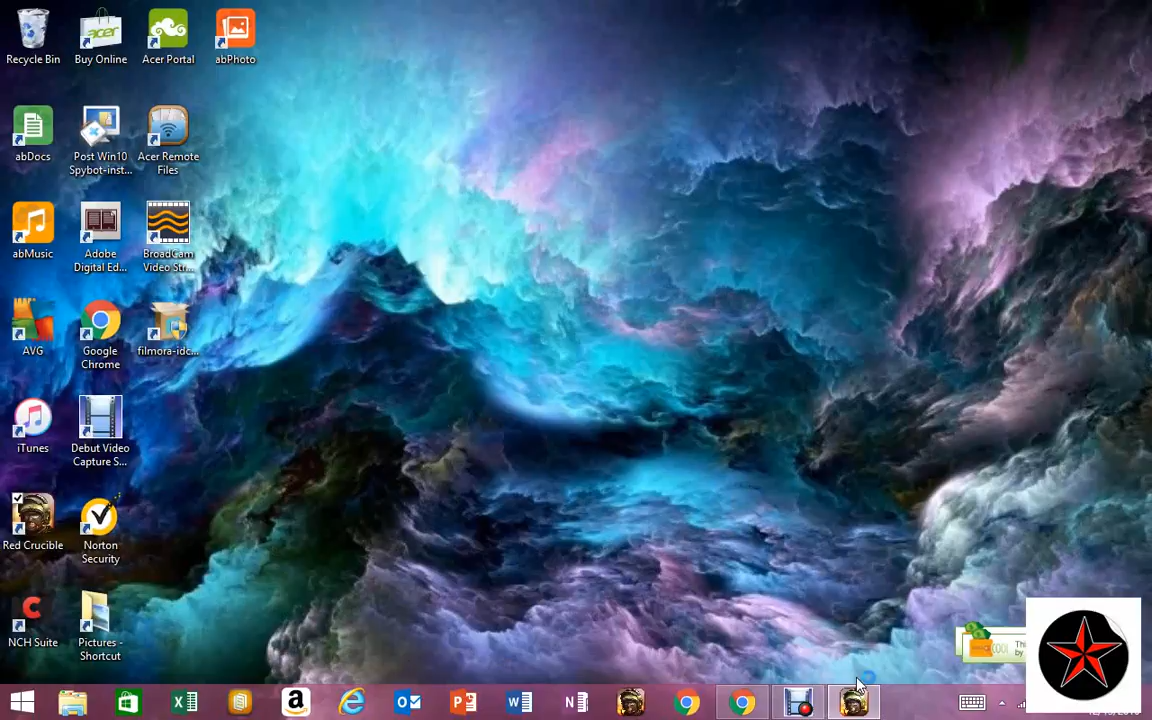 Recycle Bin
Buy Online
acer
Acer Portal
abPhoto
abDocs
Post Win10
Spybot-inst...
Acer Remote
Files
abMusic
Adobe
Digital Ed...
BroadCam
Video Str...
AVG
Google
Chrome
filmora-idc...
iTunes
Debut Video
Capture S...
Red Crucible
Norton
Security
NCH Suite
Pictures -
Shortcut